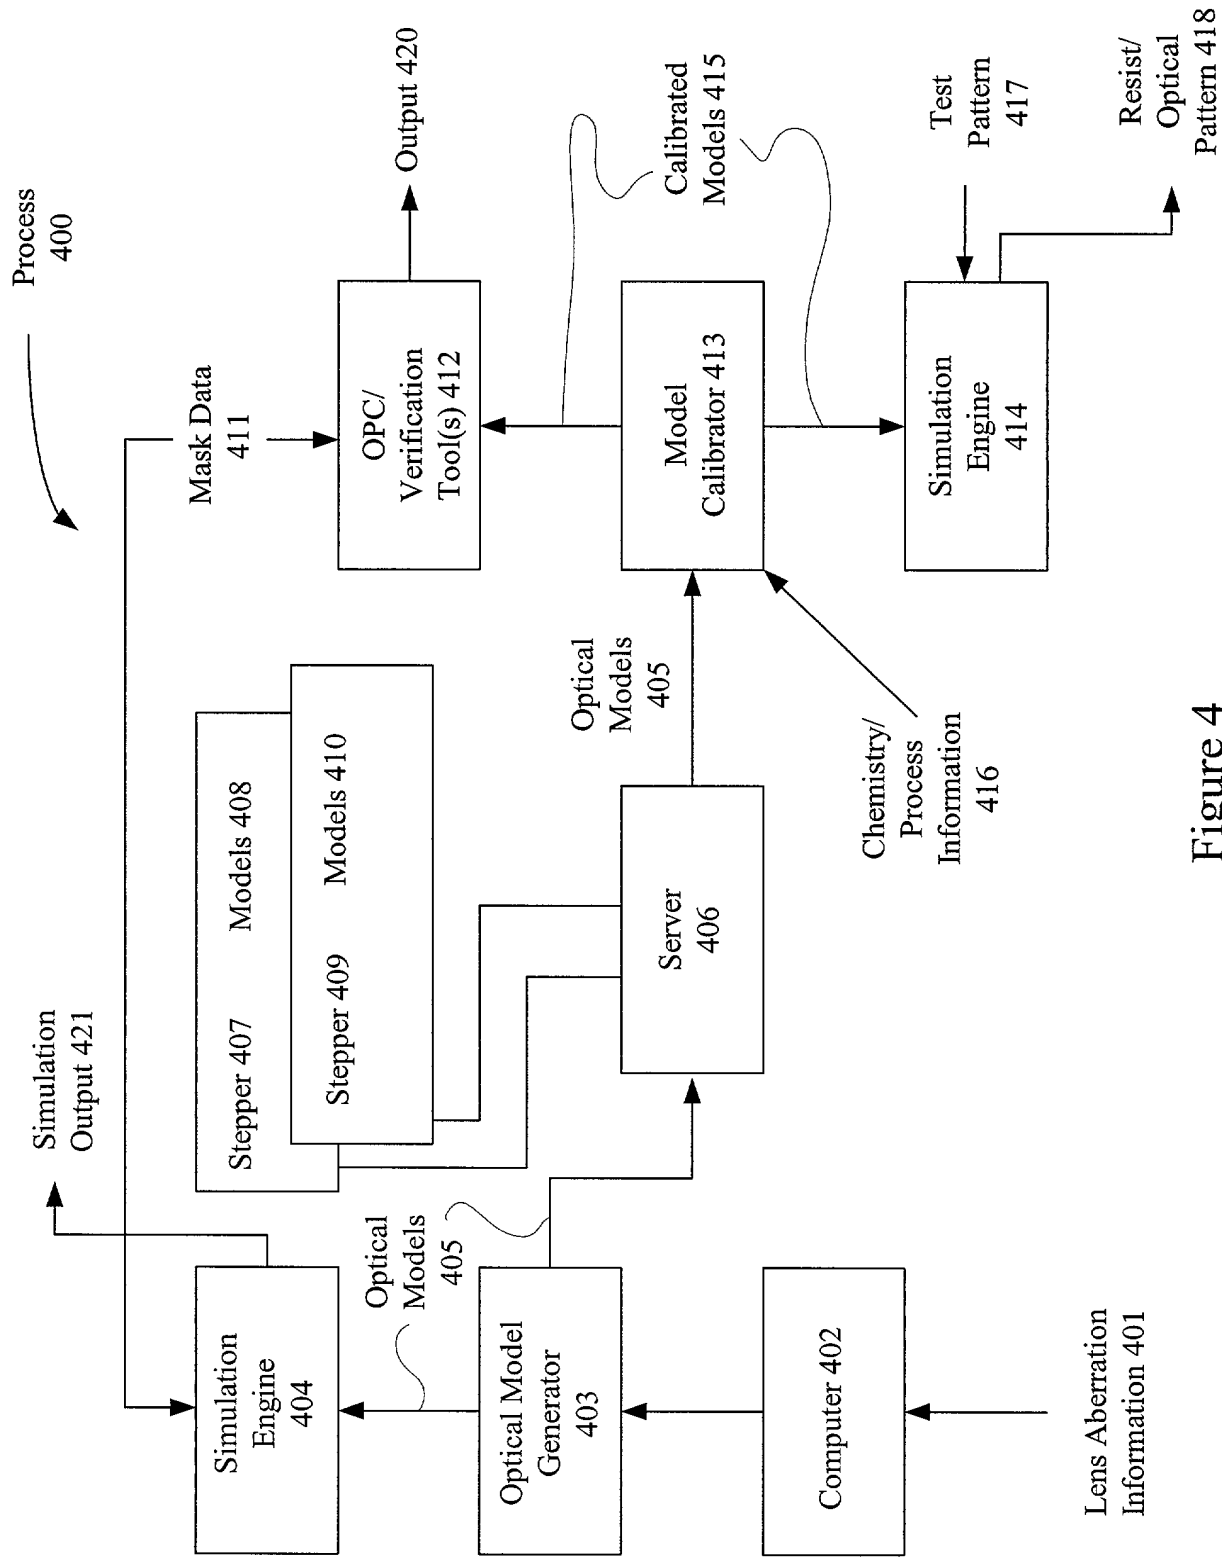 Process
400
Mask Data
411
Simulation
Output 421
Simulation
Engine
404
Stepper 407
Models 408
Stepper 409
Models 410
OPC/
Verification
Tool(s) 412
Output 420
Optical
Models
405
Optical Model
Generator
403
Server
406
Optical
Models
405
Model
Calibrator 413
Calibrated
Models 415
Computer 402
Chemistry/
Process
Information
416
Simulation
Engine
414
Test
Pattern
417
Lens Aberration
Information 401
Resist/
Optical
Pattern 418
Figure 4